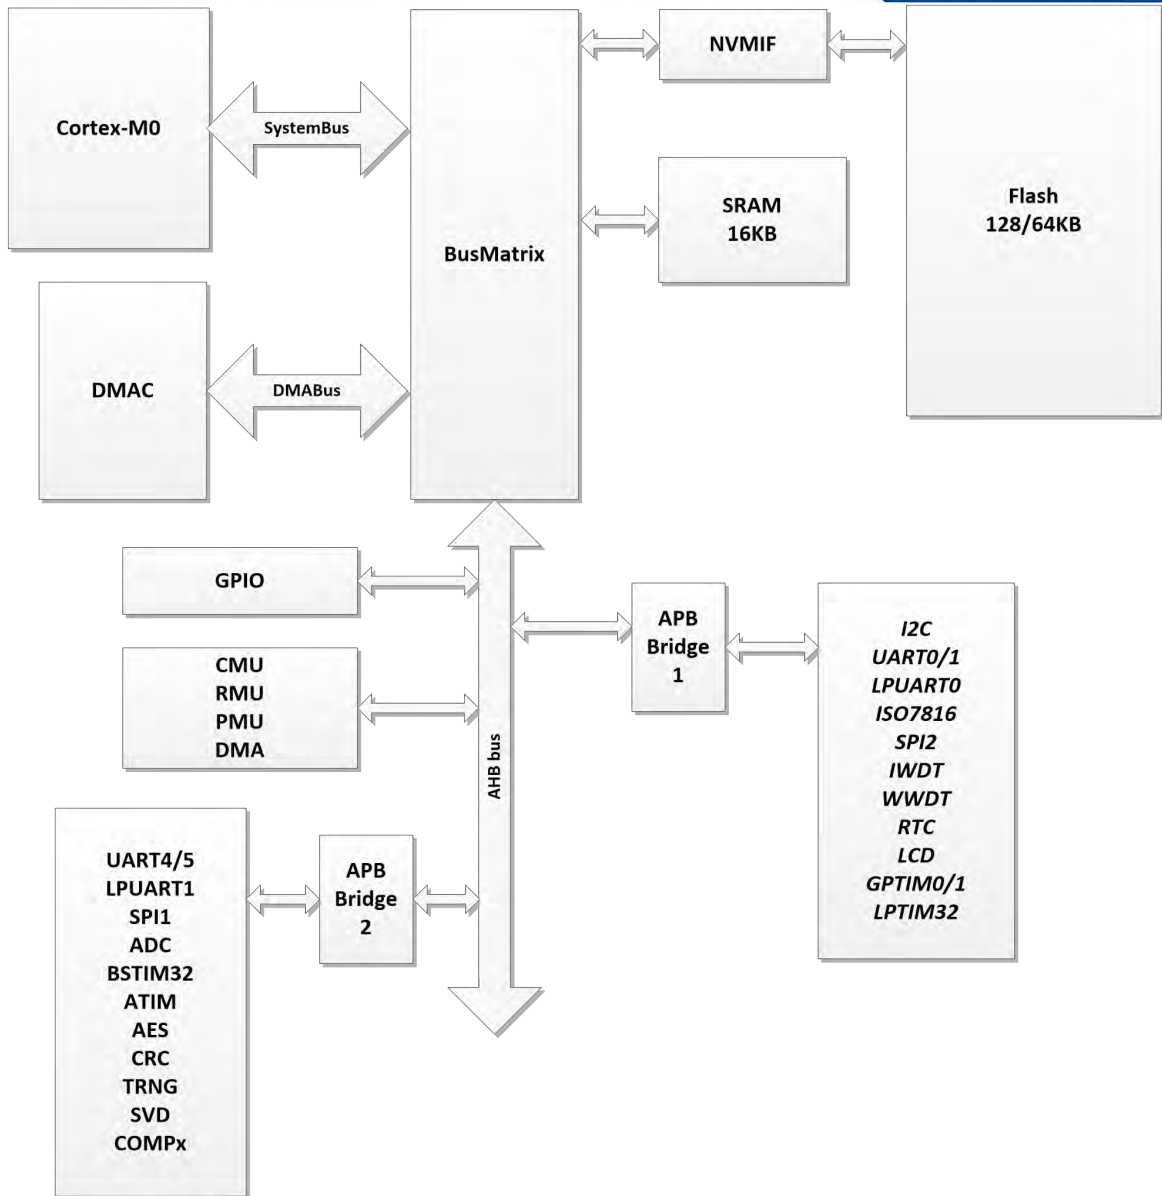 Cortex-M0
SystemBus
BusMatrix
NVMIF
Flash
128/64KB
SRAM
16KB
DMAC
DMABus
GPIO
CMU
RMU
PMU
DMA
AHB bus
APB
Bridge
1
I2C
UART0/1
LPUART0
ISO7816
SPI2
IWDT
WWDT
RTC
LCD
GPTIM0/1
LPTIM32
UART4/5
LPUART1
SPI1
ADC
BSTIM32
ATIM
AES
CRC
TRNG
SVD
COMPx
APB
Bridge
2